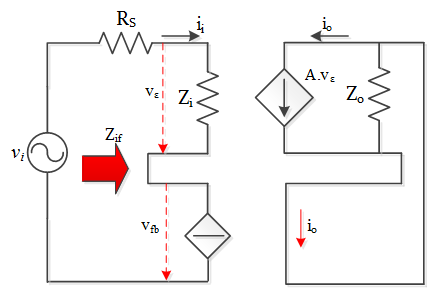 R_S
i_i
i_o
v_ε
Z_i
A.v_ε
Z_o
Z_if
v_i
v_fb
i_o